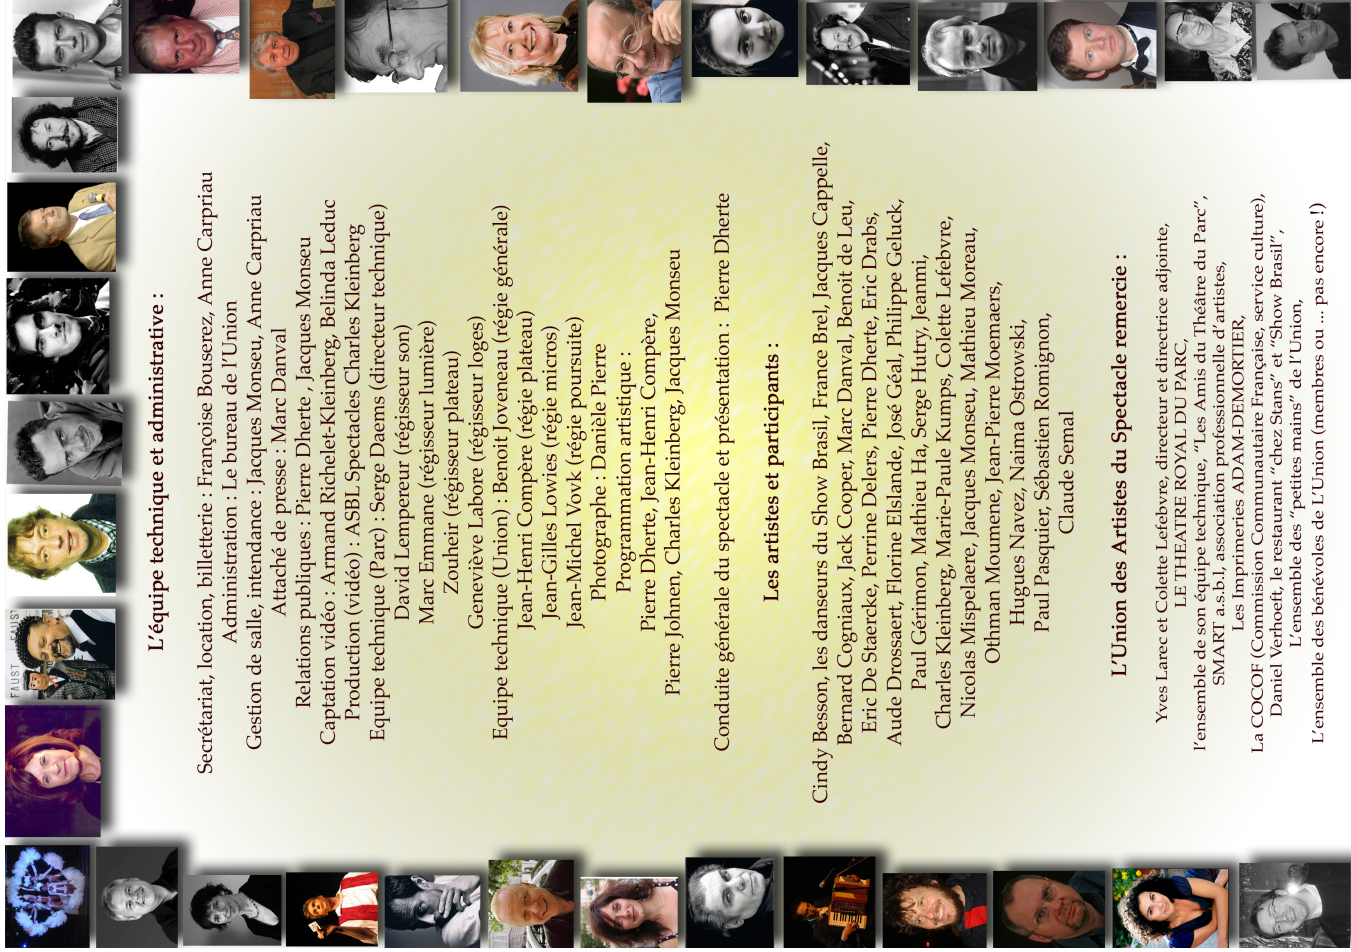 L'équipe technique et administrative :
Secrétariat, location, billetterie : Françoise Bouserez, Anne Carpriau
Administration : Le bureau de l'Union
Gestion de salle, intendance : Jacques Monseu, Anne Carpriau
Attaché de presse : Marc Danval
Relations publiques : Pierre Dherte , Jacques Monseu
Captation vidéo : Armand Richelet-Kleinberg, Belinda Leduc
Production (vidéo) : ASBL Spectacles Charles Kleinberg
Equipe technique (Parc) : Serge Daems (directeur technique)
David Lempereur (régisseur son)
Marc Emmane (régisseur lumière)
Zouheir (régisseur plateau)
Geneviève Labore (régisseur loges)
Equipe technique (Union) : Benoit Joveneau (régie générale)
Jean-Henri Compère (régie plateau)
Jean-Gilles Lowies (régie micros)
Jean-Michel Vovk (régie poursuite)
Photographe : Danièle Pierre
Programmation artistique :
Pierre Dherte, Jean-Henri Compère,
Pierre Johnen, Charles Kleinberg, Jacques Monseu
Conduite générale du spectacle et présentation : Pierre Dherte
Les artistes et participants :
Cindy Besson, les danseurs du Show Brasil, France Brel, Jacques Cappelle,
Bernard Cogniaux, Jack Cooper, Marc Danval, Benoit de Leu,
Eric De Staercke, Perrine Delers, Pierre Dherte, Eric Drabs,
Aude Drossaert, Florine Elslande, José Géal, Philippe Geluck,
Paul Gérimon, Mathieu Ha, Serge Hutry, Jeanni,
Charles Kleinberg, Marie-Paule Kumps, Colette Lefebvre,
Nicolas Mispelaere, Jacques Monseu, Mathieu Moreau,
Othman Moumene, Jean-Pierre Moemaers,
Hugues Navez, Naima Ostrowski,
Paul Pasquier, Sébastien Romignon,
Claude Semal
L'Union des Artistes du Spectacle remercie :
Yves Larec et Colette Lefebvre, directeur et directrice adjointe,
LE THEATRE ROYAL DU PARC,
l'ensemble de son équipe technique, "Les Amis du Théâtre du Parc",
SMART a.s.b.l, association professionnelle d'artistes,
Les Imprimeries ADAM-DEMORTIER,
La COCOF (Commission Communautaire Française, service culture),
Daniel Verhoeft, le restaurant "chez Stans" et "Show Brasil",
L'ensemble des "petites mains" de l'Union,
L'ensemble des bénévoles de L'Union (membres ou ... pas encore !)
FAUST
FAUST